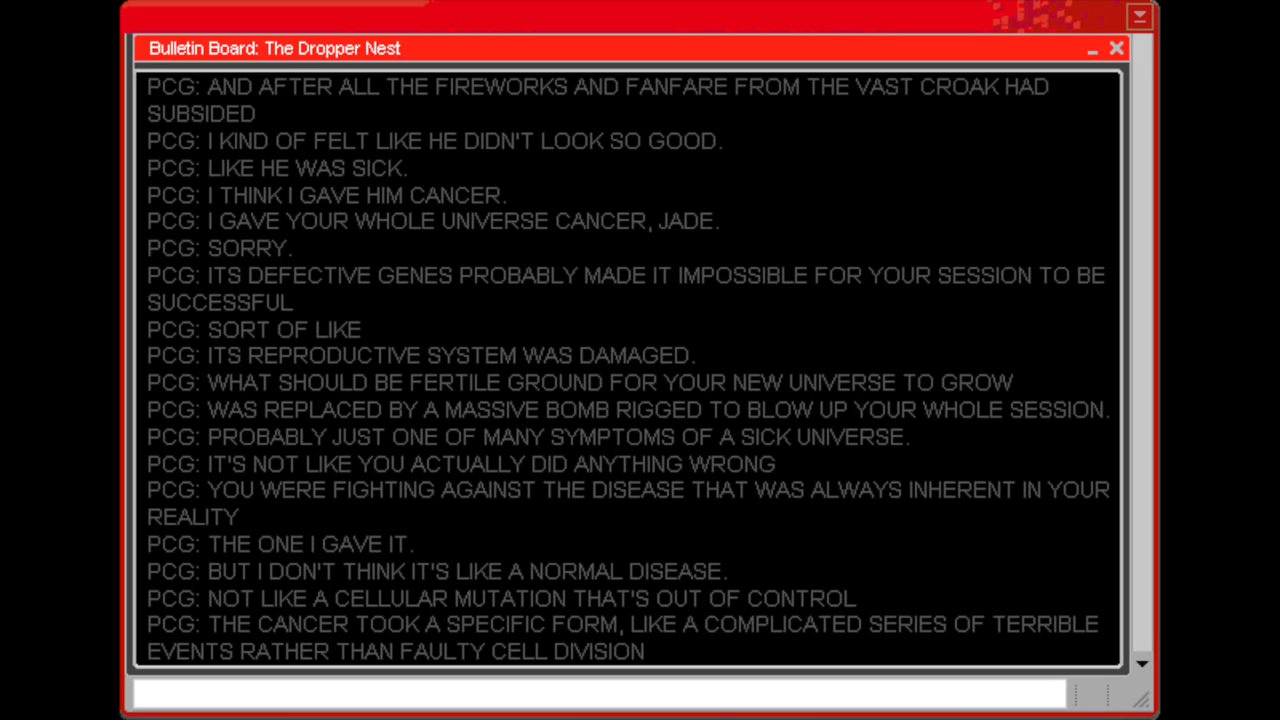 Bulletin Board: The Dropper Nest
PCG: AND AFTER ALL THE FIREWORKS AND FANFARE FROM THE VAST CROAK HAD
SUBSIDED
PCG: I KIND OF FELT LIKE HE DIDN'T LOOK SO GOOD.
PCG: LIKE HE WAS SICK.
PCG: I THINK I GAVE HIM CANCER.
PCG: I GAVE YOUR WHOLE UNIVERSE CANCER, JADE.
PCG: SORRY.
PCG: ITS DEFECTIVE GENES PROBABLY MADE IT IMPOSSIBLE FOR YOUR SESSION TO BE
SUCCESSFUL
PCG: SORT OF LIKE
PCG: ITS REPRODUCTIVE SYSTEM WAS DAMAGED.
PCG: WHAT SHOULD BE FERTILE GROUND FOR YOUR NEW UNIVERSE TO GROW
PCG: WAS REPLACED BY A MASSIVE BOMB RIGGED TO BLOW UP YOUR WHOLE SESSION.
PCG: PROBABLY JUST ONE OF MANY SYMPTOMS OF A SICK UNIVERSE.
PCG: IT'S NOT LIKE YOU ACTUALLY DID ANYTHING WRONG
PCG: YOU WERE FIGHTING AGAINST THE DISEASE THAT WAS ALWAYS INHERENT IN YOUR
REALITY
PCG: THE ONE I GAVE IT.
PCG: BUT I DON'T THINK IT'S LIKE A NORMAL DISEASE.
PCG: NOT LIKE A CELLULAR MUTATION THAT'S OUT OF CONTROL
PCG: THE CANCER TOOK A SPECIFIC FORM, LIKE A COMPLICATED SERIES OF TERRIBLE
EVENTS RATHER THAN FAULTY CELL DIVISION